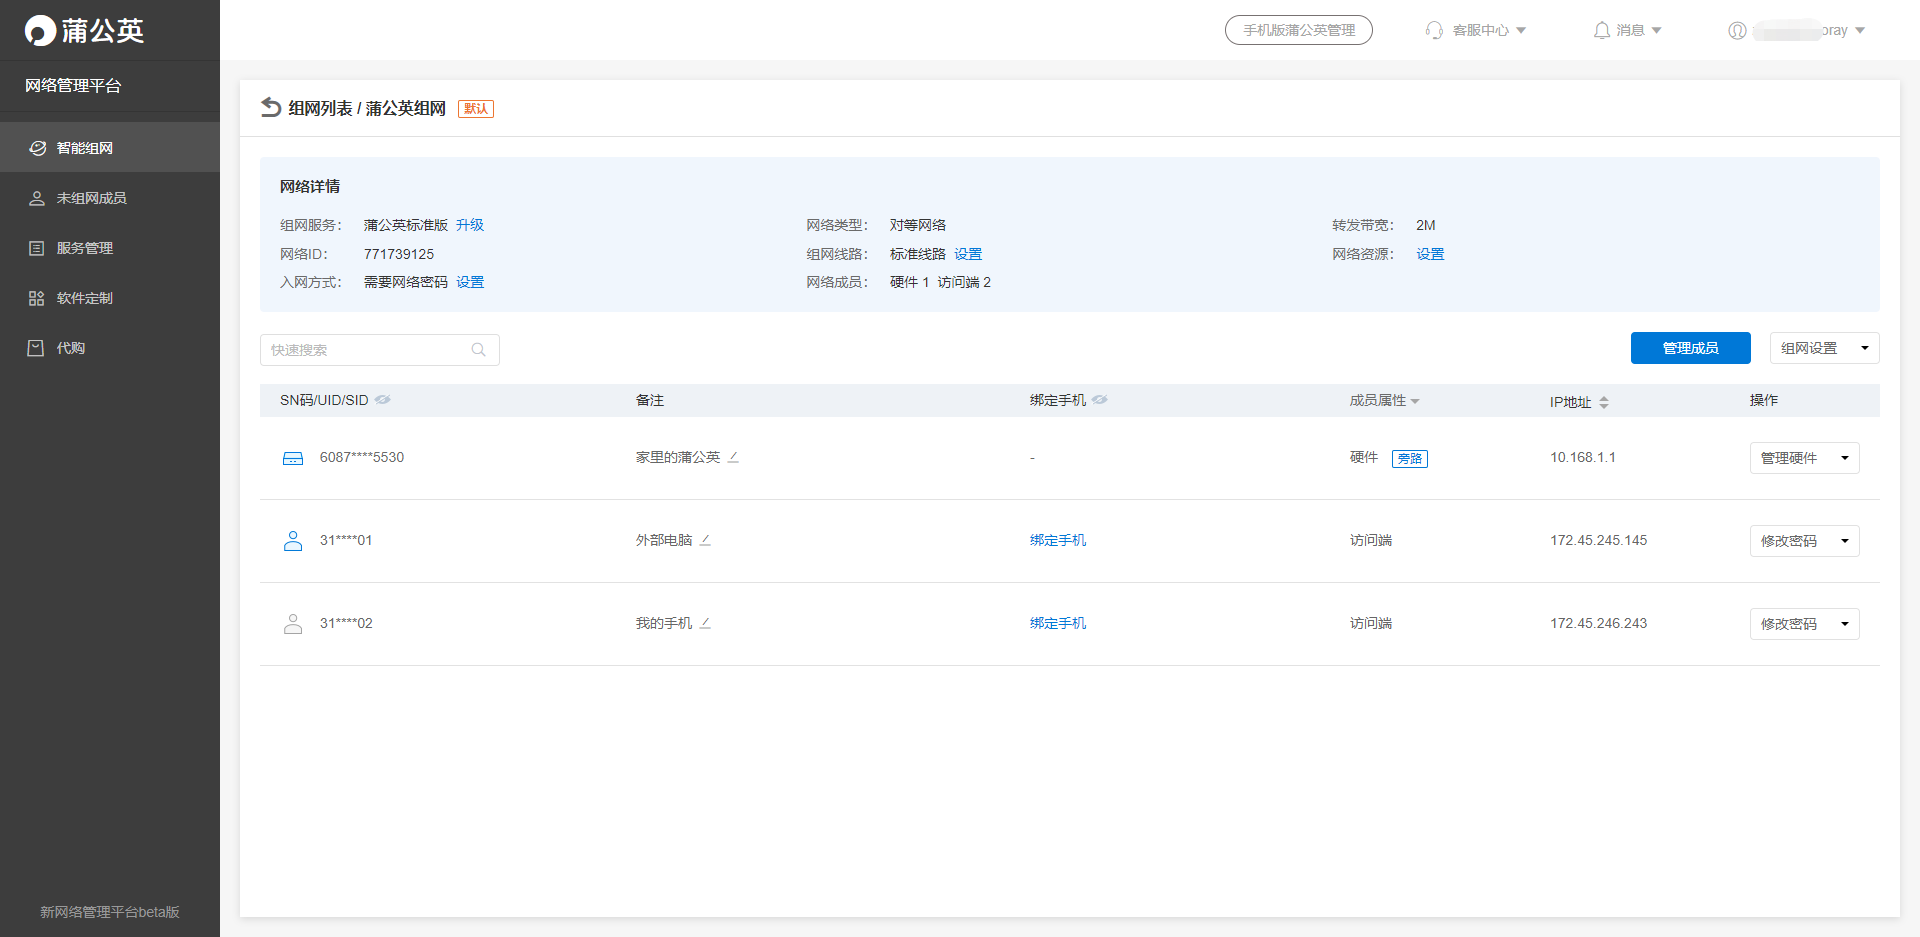 蒲公英
手机版蒲公英管理 客服中心 消息 oray
网络管理平台
智能组网
未组网成员
服务管理
软件定制
代购
新网络管理平台beta版
组网列表 / 蒲公英组网 默认
网络详情
组网服务： 蒲公英标准版 升级 网络类型： 对等网络 转发带宽： 2M
网络ID： 771739125 组网线路： 标准线路 设置 网络资源： 设置
入网方式： 需要网络密码 设置 网络成员： 硬件 1 访问端 2
快速搜索 管理成员 组网设置
SN码/UID/SID 备注 绑定手机 成员属性 IP地址 操作
6087****5530 家里的蒲公英 - 硬件 旁路 10.168.1.1 管理硬件
31****01 外部电脑 绑定手机 访问端 172.45.245.145 修改密码
31****02 我的手机 绑定手机 访问端 172.45.246.243 修改密码